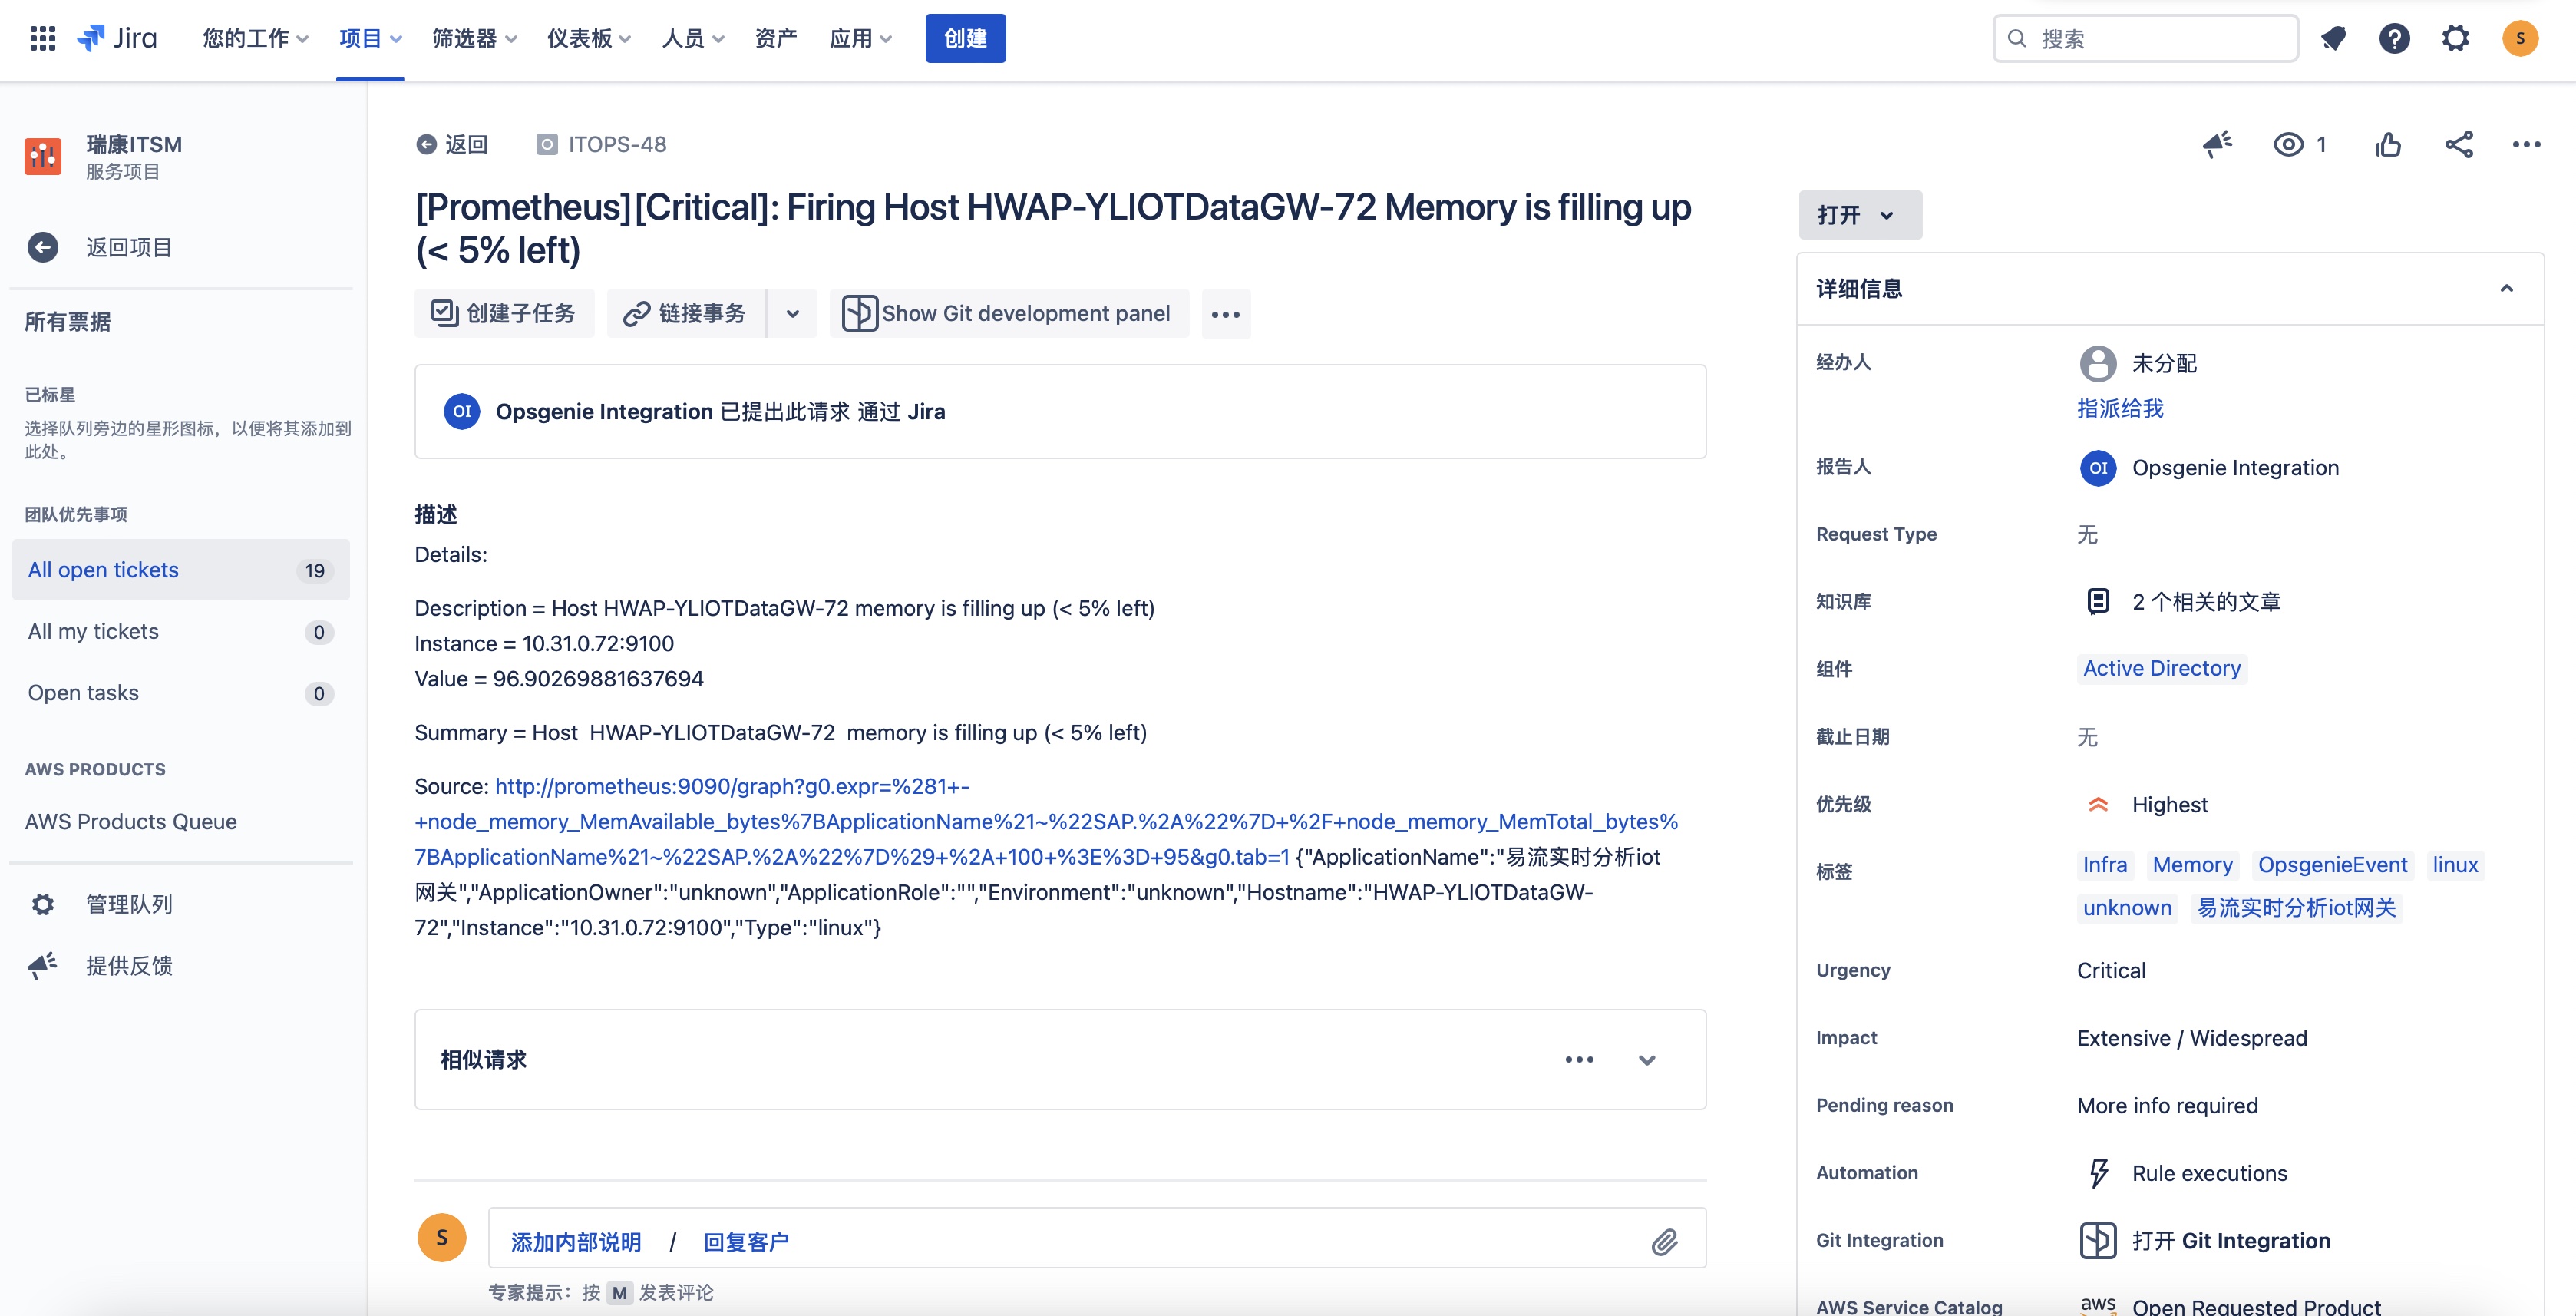 Jira 您的工作 项目 筛选器 仪表板 人员 资产 应用 创建 搜索 S
瑞康ITSM
服务项目
返回项目
所有票据
已标星
选择队列旁边的星形图标，以便将其添加到
此处。
团队优先事项
All open tickets 19
All my tickets 0
Open tasks 0
AWS PRODUCTS
AWS Products Queue
管理队列
提供反馈
返回 ITOPS-48 1
[Prometheus][Critical]: Firing Host HWAP-YLIOTDataGW-72 Memory is filling up
(< 5% left)
创建子任务 链接事务 Show Git development panel
OI Opsgenie Integration 已提出此请求 通过 Jira
描述
Details:
Description = Host HWAP-YLIOTDataGW-72 memory is filling up (< 5% left)
Instance = 10.31.0.72:9100
Value = 96.90269881637694
Summary = Host  HWAP-YLIOTDataGW-72  memory is filling up (< 5% left)
Source: http://prometheus:9090/graph?g0.expr=%281+-
+node_memory_MemAvailable_bytes%7BApplicationName%21~%22SAP.%2A%22%7D+%2F+node_memory_MemTotal_bytes%
7BApplicationName%21~%22SAP.%2A%22%7D%29+%2A+100+%3E%3D+95&g0.tab=1 {"ApplicationName":"易流实时分析iot
网关","ApplicationOwner":"unknown","ApplicationRole":"","Environment":"unknown","Hostname":"HWAP-YLIOTDataGW-
72","Instance":"10.31.0.72:9100","Type":"linux"}
相似请求
S 添加内部说明 / 回复客户
专家提示：按 M 发表评论
打开
详细信息
经办人 未分配
指派给我
报告人 OI Opsgenie Integration
Request Type 无
知识库 2 个相关的文章
组件 Active Directory
截止日期 无
优先级 Highest
标签 Infra Memory OpsgenieEvent linux
unknown 易流实时分析iot网关
Urgency Critical
Impact Extensive / Widespread
Pending reason More info required
Automation Rule executions
Git Integration 打开 Git Integration
AWS Service Catalog aws Open Requested Product